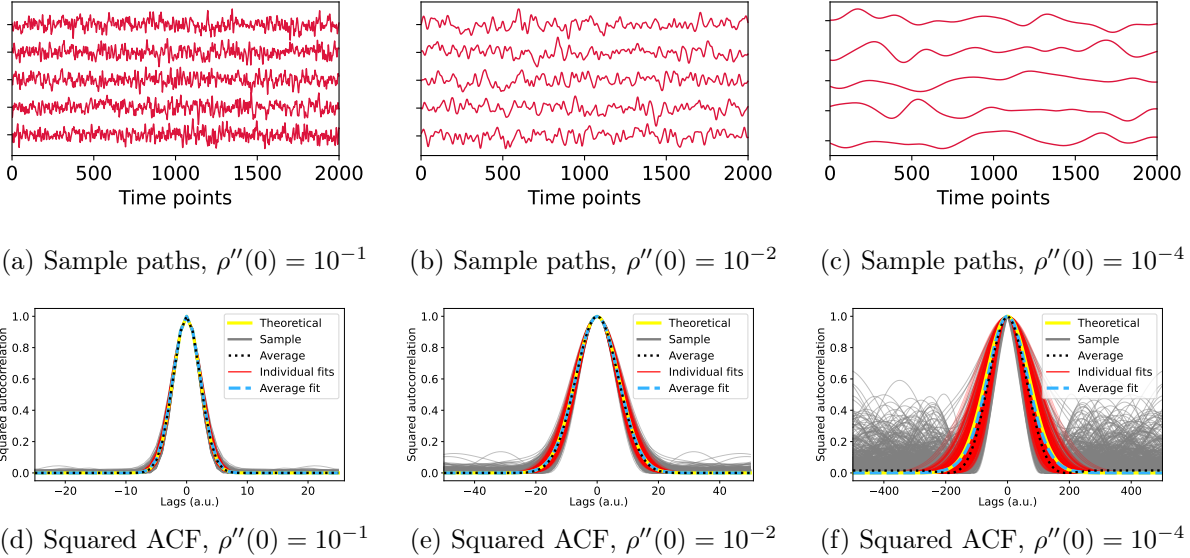 0 500 1000 1500 2000
Time points
0 500 1000 1500 2000
Time points
0 500 1000 1500 2000
Time points
(a) Sample paths, ρ′′(0) = 10⁻¹
(b) Sample paths, ρ′′(0) = 10⁻²
(c) Sample paths, ρ′′(0) = 10⁻⁴
Squared autocorrelation
1.0
0.8
0.6
0.4
0.2
0.0
Theoretical
Sample
Average
Individual fits
Average fit
−20 −10 0 10 20
Lags (a.u.)
Squared autocorrelation
1.0
0.8
0.6
0.4
0.2
0.0
Theoretical
Sample
Average
Individual fits
Average fit
−40 −20 0 20 40
Lags (a.u.)
Squared autocorrelation
1.0
0.8
0.6
0.4
0.2
0.0
Theoretical
Sample
Average
Individual fits
Average fit
−400 −200 0 200 400
Lags (a.u.)
(d) Squared ACF, ρ′′(0) = 10⁻¹
(e) Squared ACF, ρ′′(0) = 10⁻²
(f) Squared ACF, ρ′′(0) = 10⁻⁴